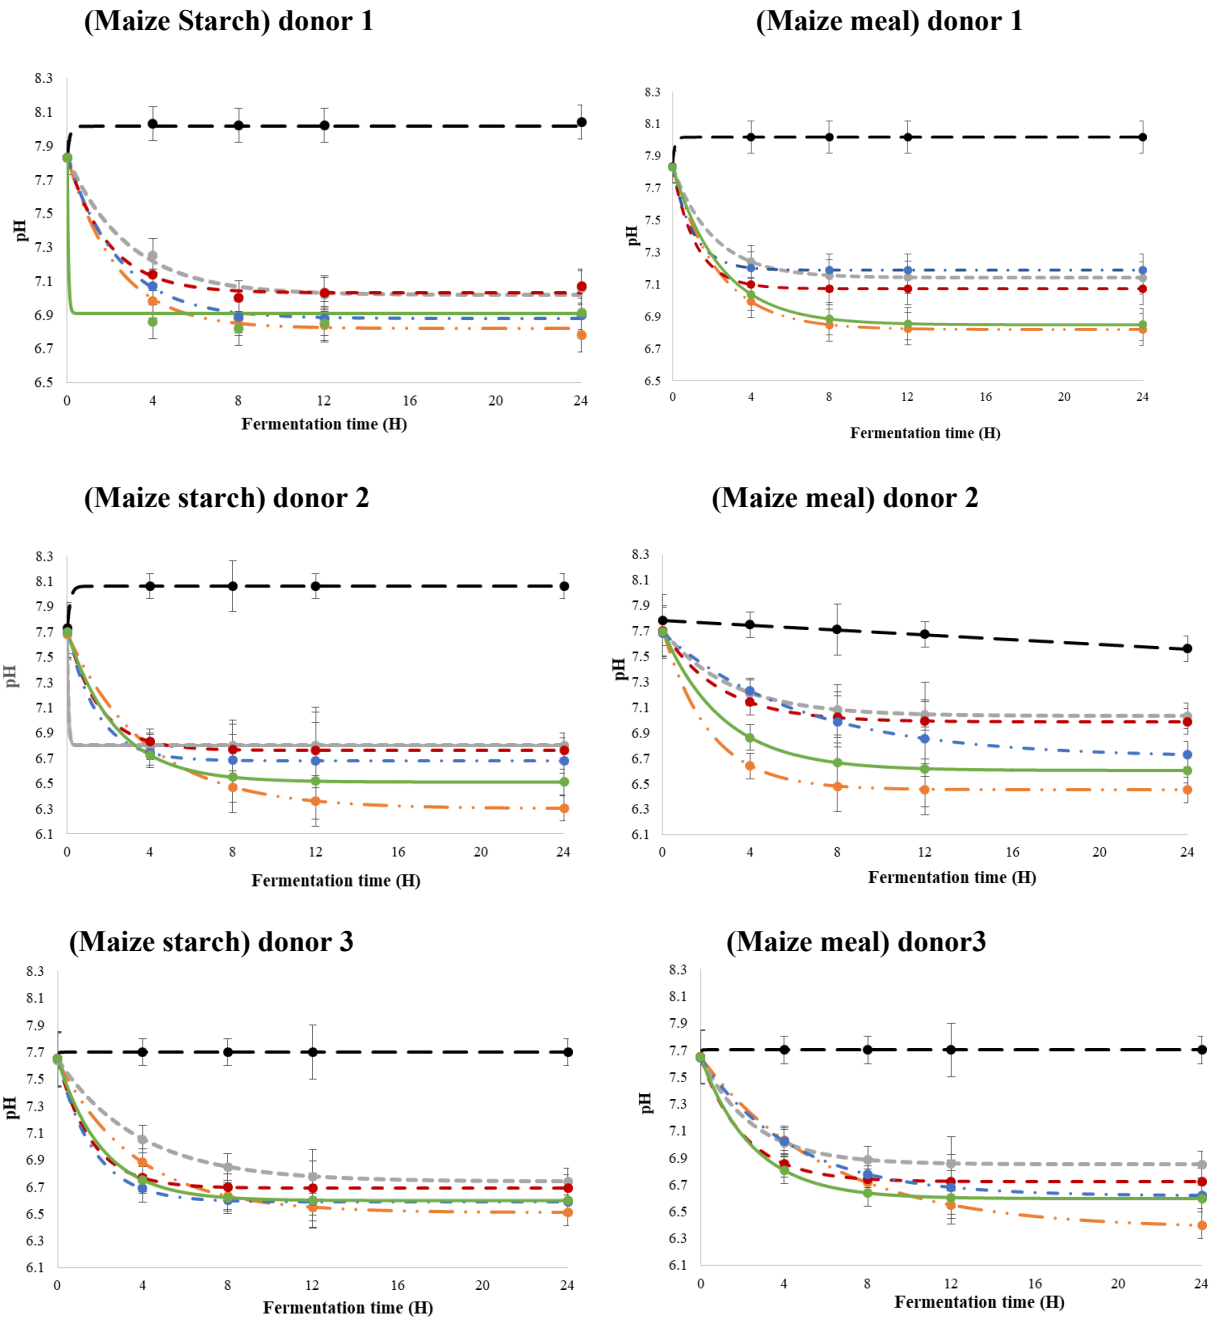 (Maize Starch) donor 1
8.3
8.1
7.9
7.7
7.5
7.3
7.1
6.9
6.7
6.5
pH
0 4 8 12 16 20 24
Fermentation time (H)
(Maize meal) donor 1
8.3
8.1
7.9
7.7
7.5
7.3
7.1
6.9
6.7
6.5
pH
0 4 8 12 16 20 24
Fermentation time (H)
(Maize starch) donor 2
8.3
8.1
7.9
7.7
7.5
7.3
7.1
6.9
6.7
6.5
6.3
6.1
pH
0 4 8 12 16 20 24
Fermentation time (H)
(Maize meal) donor 2
8.3
8.1
7.9
7.7
7.5
7.3
7.1
6.9
6.7
6.5
6.3
6.1
pH
0 4 8 12 16 20 24
Fermentation time (H)
(Maize starch) donor 3
8.3
8.1
7.9
7.7
7.5
7.3
7.1
6.9
6.7
6.5
6.3
6.1
pH
0 4 8 12 16 20 24
Fermentation time (H)
(Maize meal) donor3
8.3
8.1
7.9
7.7
7.5
7.3
7.1
6.9
6.7
6.5
6.3
6.1
pH
0 4 8 12 16 20 24
Fermentation time (H)